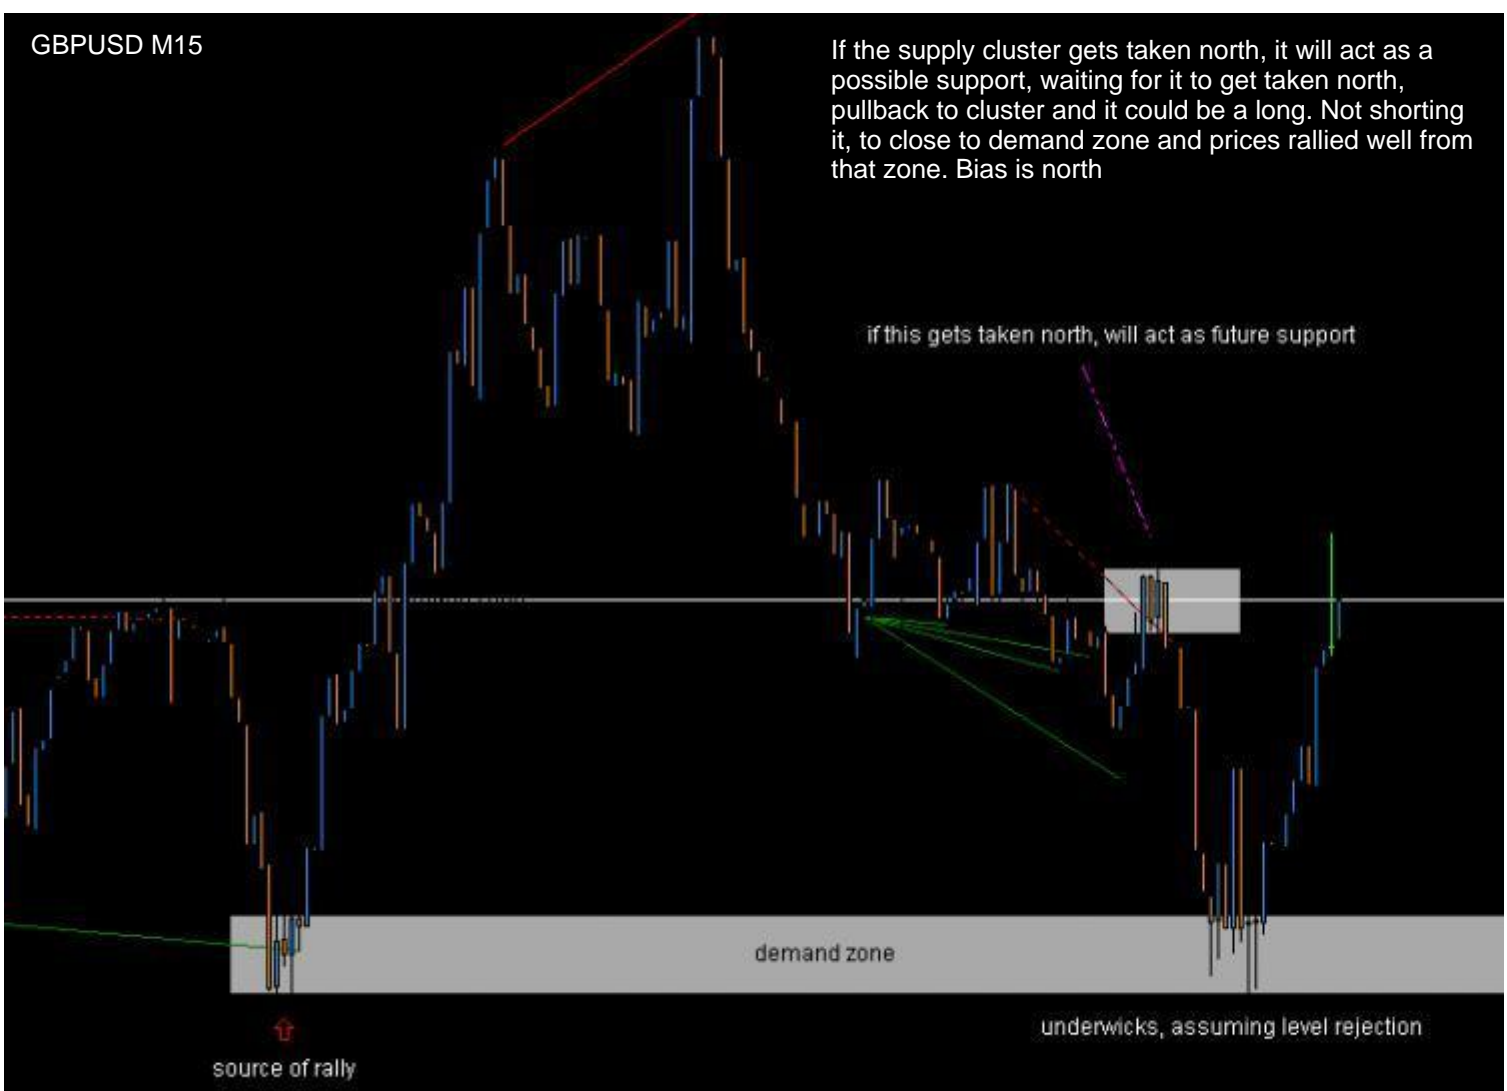 GBPUSD M15
If the supply cluster gets taken north, it will act as a
possible support, waiting for it to get taken north,
pullback to cluster and it could be a long. Not shorting
it, to close to demand zone and prices rallied well from
that zone. Bias is north
if this gets taken north, will act as future support
demand zone
underwicks, assuming level rejection
source of rally